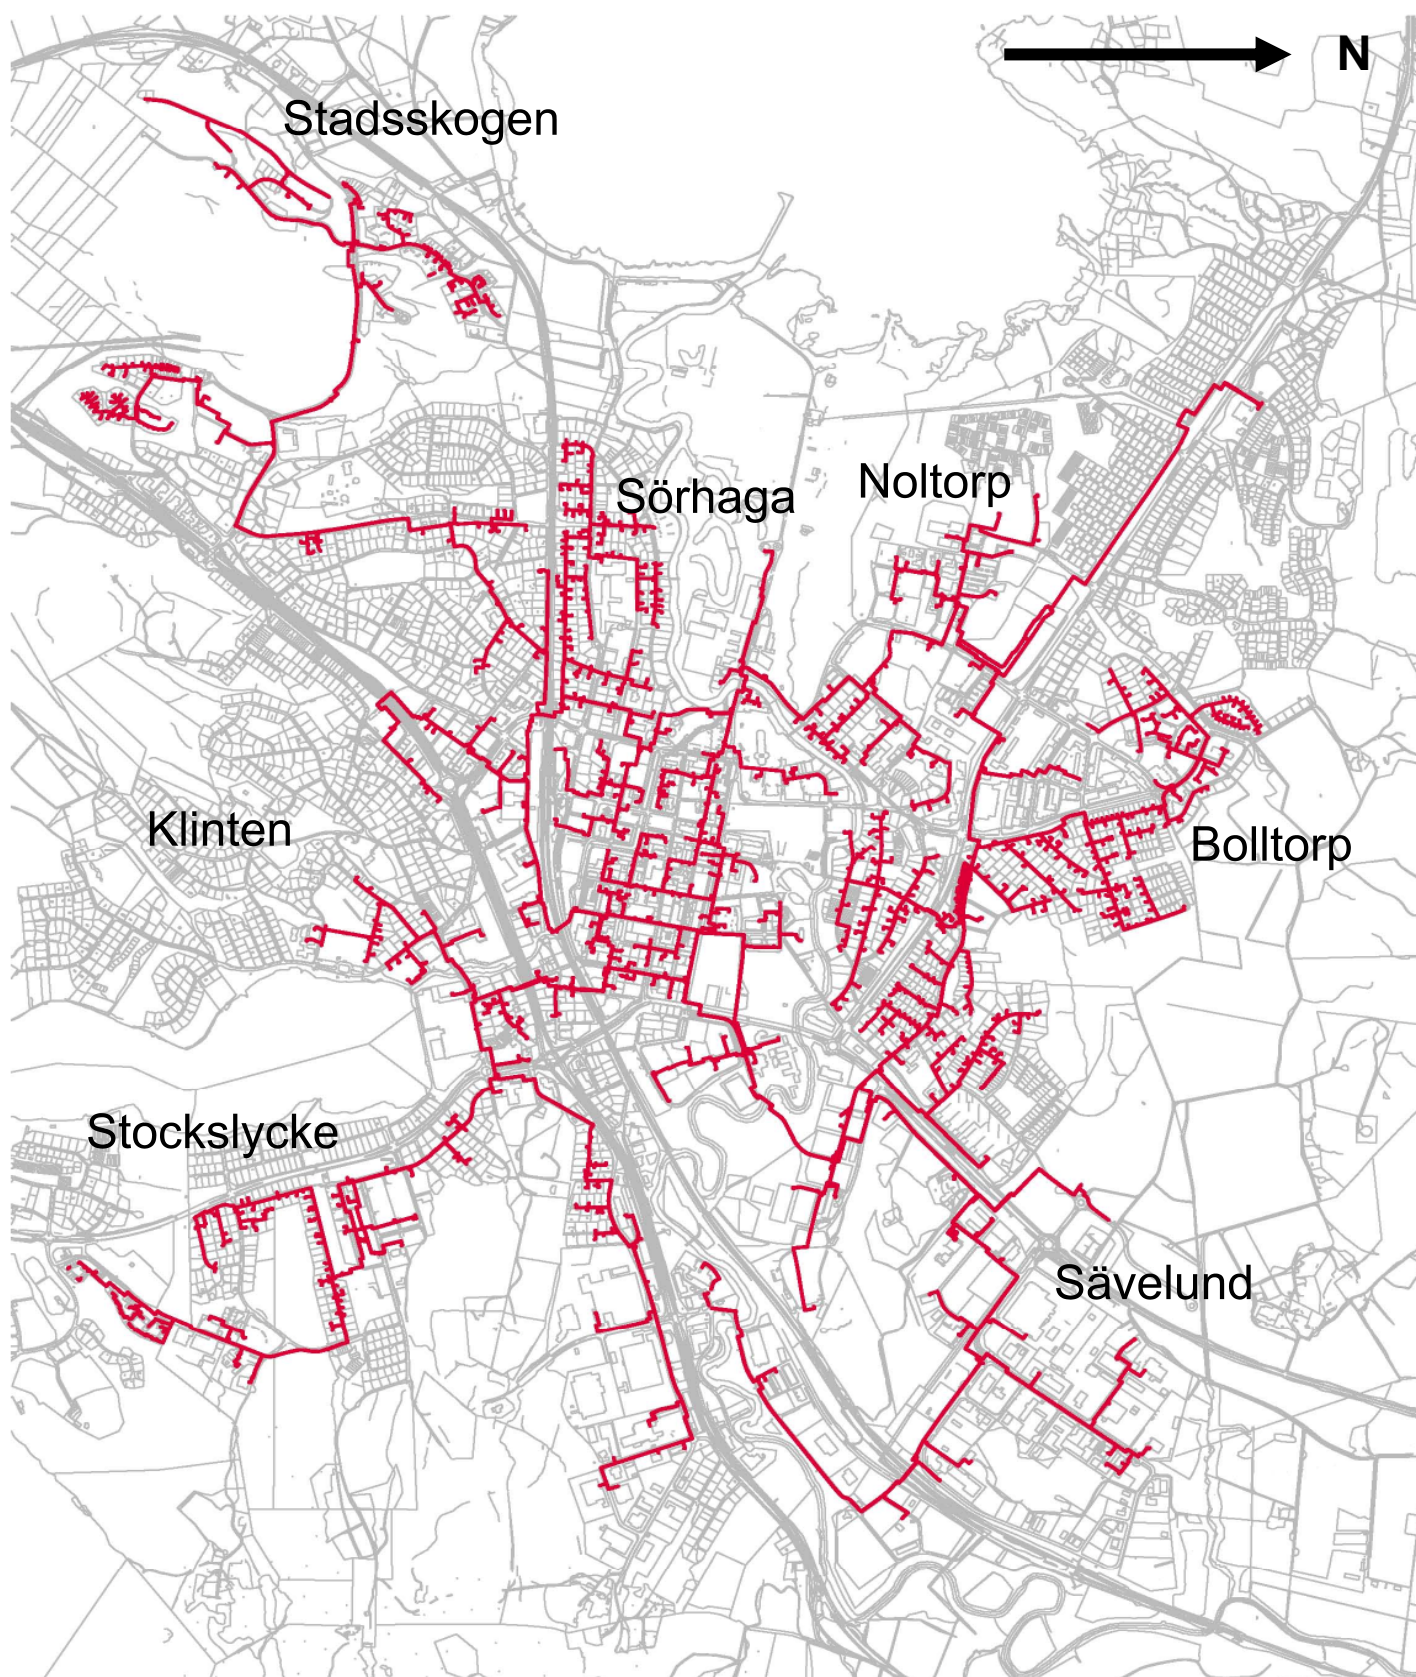 N
Stadsskogen
Noltorp
Sörhaga
Klinten
Bolltorp
Stockslycke
Sävelund